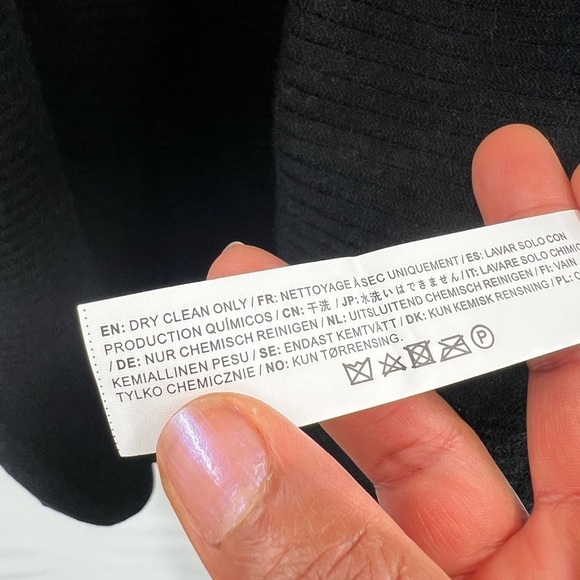 EN: DRY CLEAN ONLY / FR: NETTOYAGE À SEC UNIQUEMENT / ES: LAVAR SOLO CON
PRODUCTION QUÍMICOS / CN: 干洗 / JP: 水洗いはできません / IT: LAVARE SOLO CHIMIC
/ DE: NUR CHEMISCH REINIGEN / NL: UITSLUITEND CHEMISCH REINIGEN / FI: VAIN
KEMIALLINEN PESU / SE: ENDAST KEMTVÄTT / DK: KUN KEMISK RENSNING / PL:
TYLKO CHEMICZNIE / NO: KUN TØRRENSING.
P